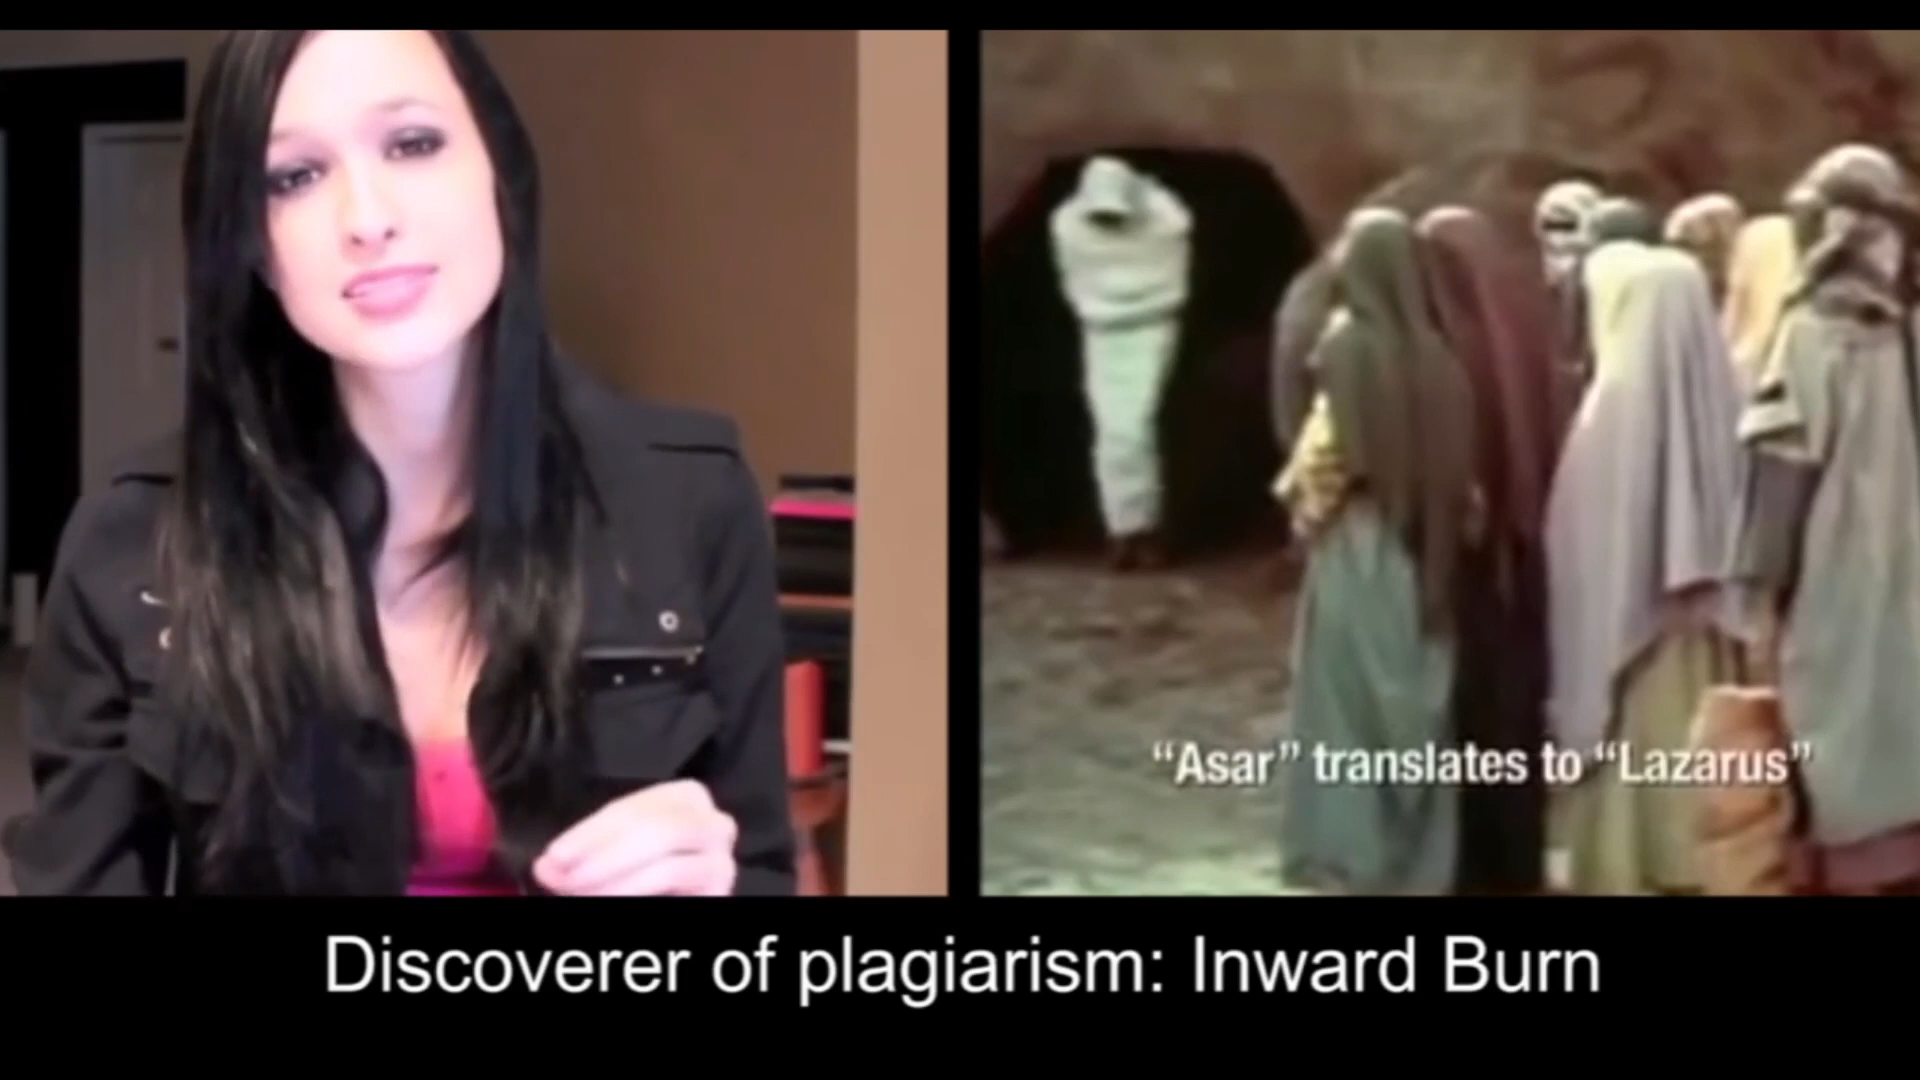 “Asar” translates to “Lazarus”
Discoverer of plagiarism: Inward Burn